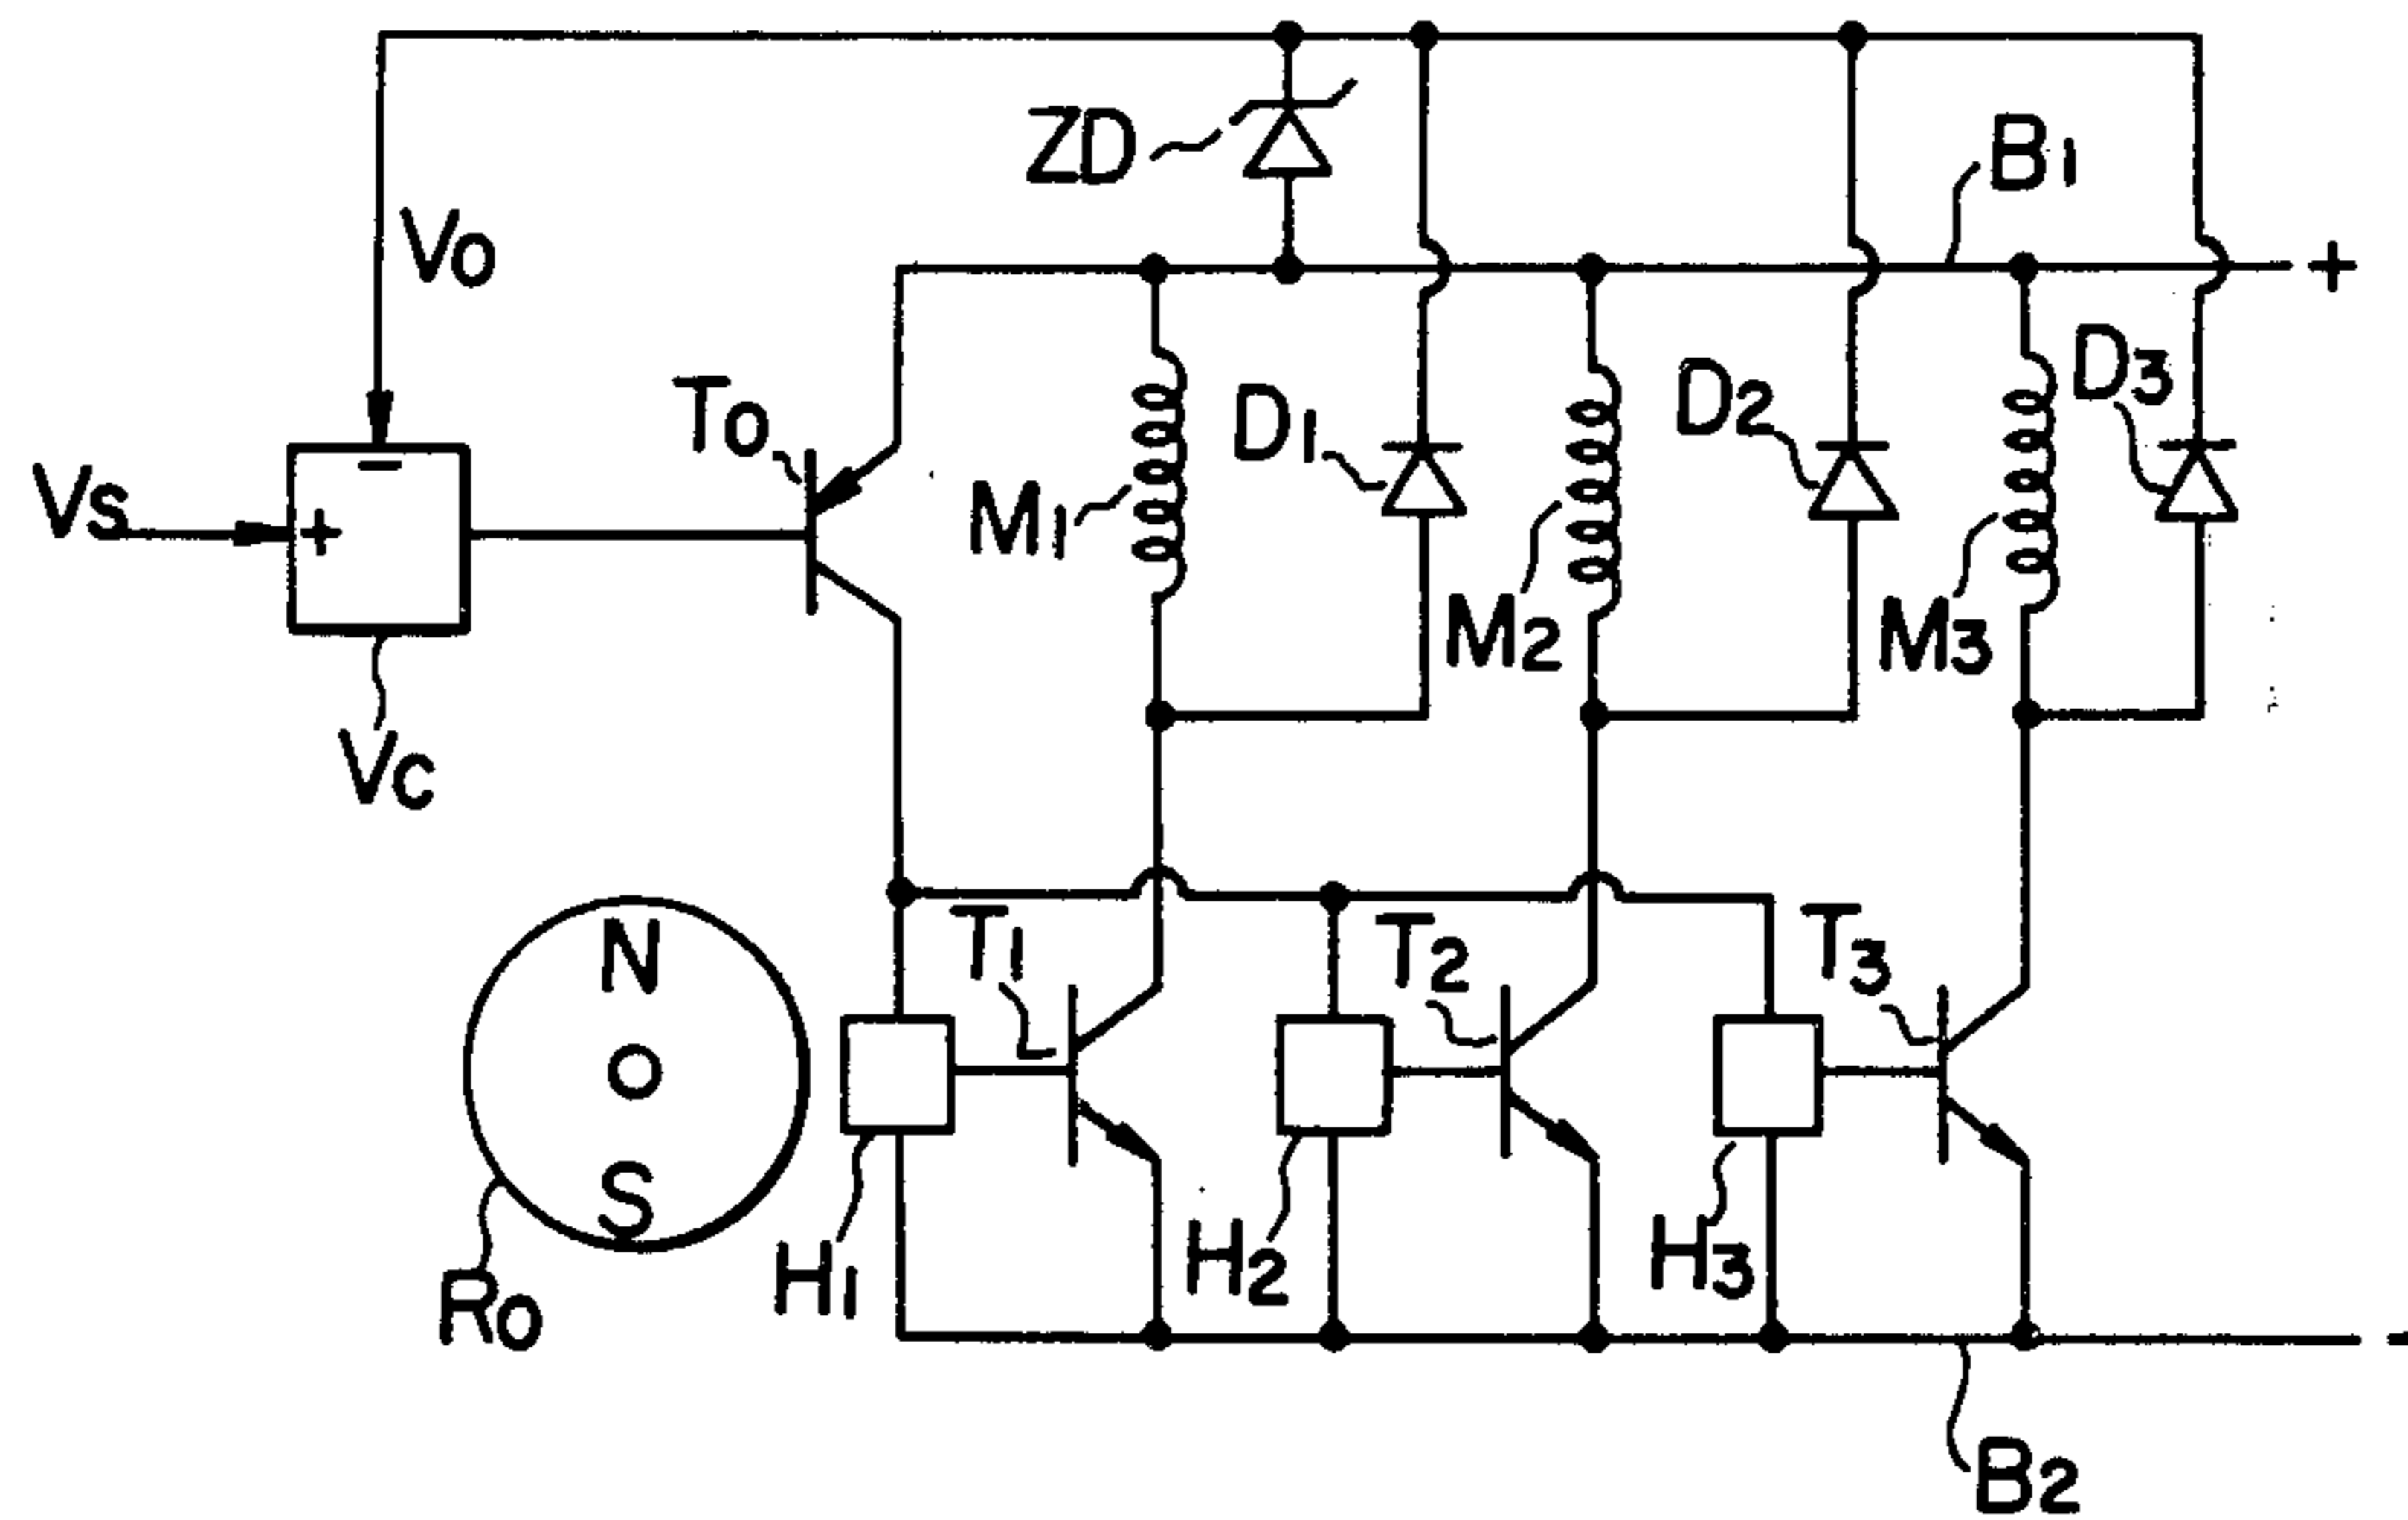 ZD
B1
Vo
+
To
D1
D2
D3
Vs
−
+
M1
M2
M3
Vc
N
T1
T2
T3
S
H1
H2
H3
Ro
−
B2